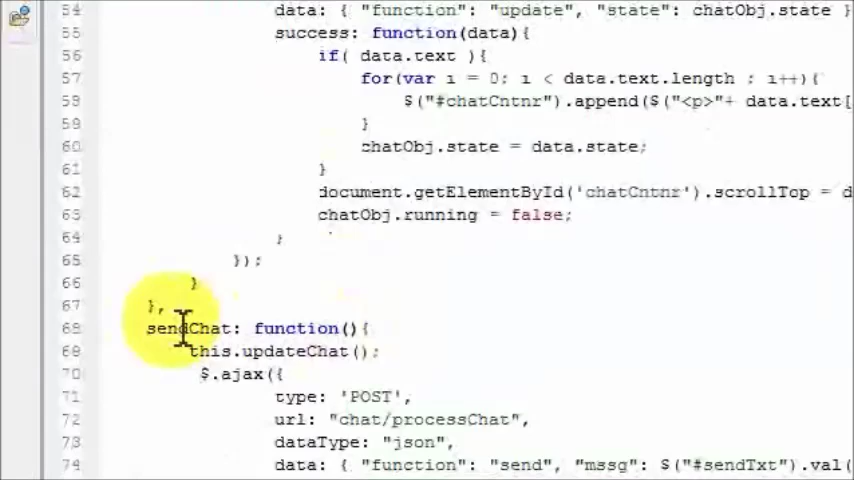 54 data: { "function": "update", "state": chatObj.state }
55 success: function(data){
56 if( data.text ){
57 for(var i = 0; i < data.text.length ; i++){
58 $("#chatCntnr").append($("<p>"+ data.text[
59 }
60 chatObj.state = data.state;
61 }
62 document.getElementById('chatCntnr').scrollTop = d
63 chatObj.running = false;
64 }
65 });
66 }
67 },
68 sendChat: function(){
69 this.updateChat();
70 $.ajax({
71 type: 'POST',
72 url: "chat/processChat",
73 dataType: "json",
74 data: { "function": "send", "mssg": $("#sendTxt").val(